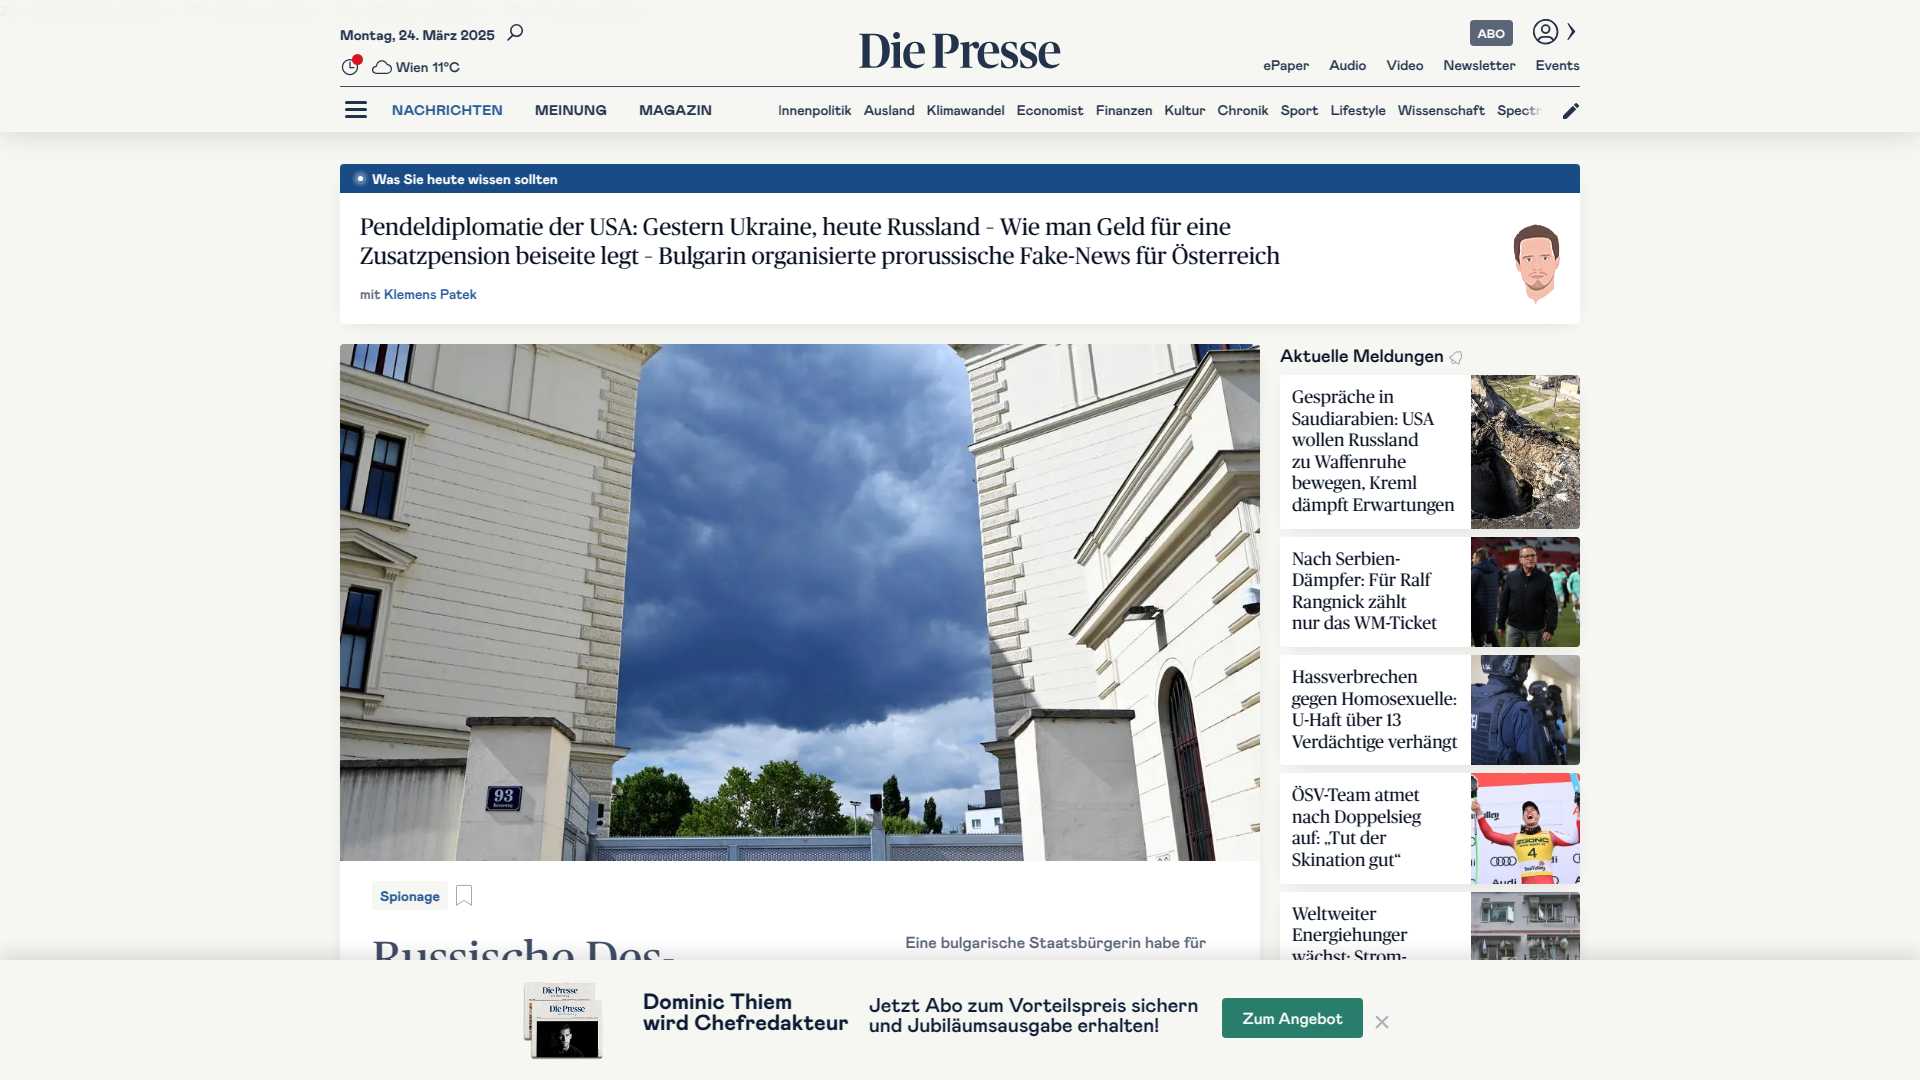 Montag, 24. März 2025
Wien 11°C
Die Presse
ABO
ePaper Audio Video Newsletter Events
NACHRICHTEN MEINUNG MAGAZIN
Innenpolitik Ausland Klimawandel Economist Finanzen Kultur Chronik Sport Lifestyle Wissenschaft Spectr
Was Sie heute wissen sollten
Pendeldiplomatie der USA: Gestern Ukraine, heute Russland – Wie man Geld für eine
Zusatzpension beiseite legt – Bulgarin organisierte prorussische Fake-News für Österreich
mit Klemens Patek
93
Spionage
Russische Des-
Eine bulgarische Staatsbürgerin habe für
Aktuelle Meldungen
Gespräche in
Saudiarabien: USA
wollen Russland
zu Waffenruhe
bewegen, Kreml
dämpft Erwartungen
Nach Serbien-
Dämpfer: Für Ralf
Rangnick zählt
nur das WM-Ticket
Hassverbrechen
gegen Homosexuelle:
U-Haft über 13
Verdächtige verhängt
ÖSV-Team atmet
nach Doppelsieg
auf: „Tut der
Skination gut“
4
Audi
Weltweiter
Energiehunger
wächst: Strom-
Die Presse
Die Presse
Dominic Thiem
wird Chefredakteur
Jetzt Abo zum Vorteilspreis sichern
und Jubiläumsausgabe erhalten!
Zum Angebot